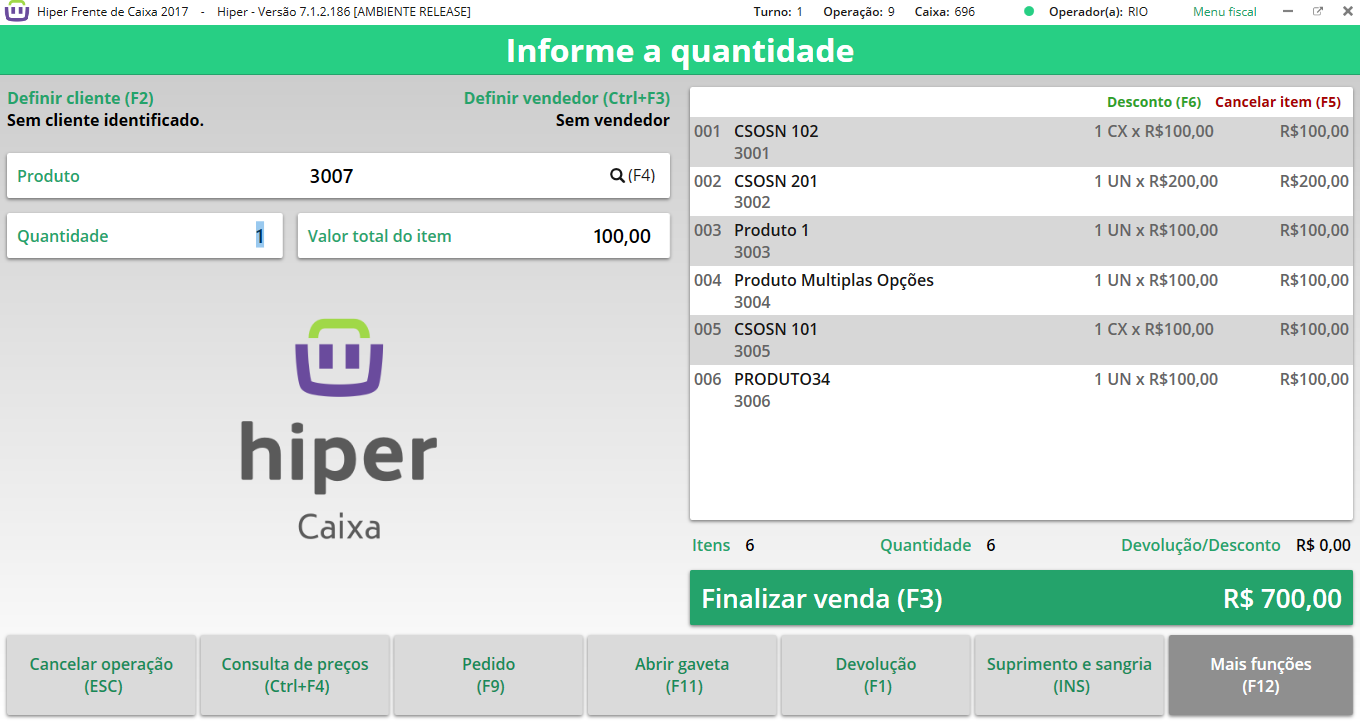 Hiper Frente de Caixa 2017 - Hiper - Versão 7.1.2.186 [AMBIENTE RELEASE] Turno: 1 Operação: 9 Caixa: 696 Operador(a): RIO Menu fiscal
Informe a quantidade
Definir cliente (F2) Definir vendedor (Ctrl+F3)
Sem cliente identificado. Sem vendedor
Produto 3007 (F4)
Quantidade 1 Valor total do item 100,00
hiper
Caixa
Desconto (F6) Cancelar item (F5)
001 CSOSN 102 1 CX x R$100,00 R$100,00
3001
002 CSOSN 201 1 UN x R$200,00 R$200,00
3002
003 Produto 1 1 UN x R$100,00 R$100,00
3003
004 Produto Multiplas Opções 1 UN x R$100,00 R$100,00
3004
005 CSOSN 101 1 CX x R$100,00 R$100,00
3005
006 PRODUTO34 1 UN x R$100,00 R$100,00
3006
Itens 6 Quantidade 6 Devolução/Desconto R$ 0,00
Finalizar venda (F3) R$ 700,00
Cancelar operação
(ESC)
Consulta de preços
(Ctrl+F4)
Pedido
(F9)
Abrir gaveta
(F11)
Devolução
(F1)
Suprimento e sangria
(INS)
Mais funções
(F12)